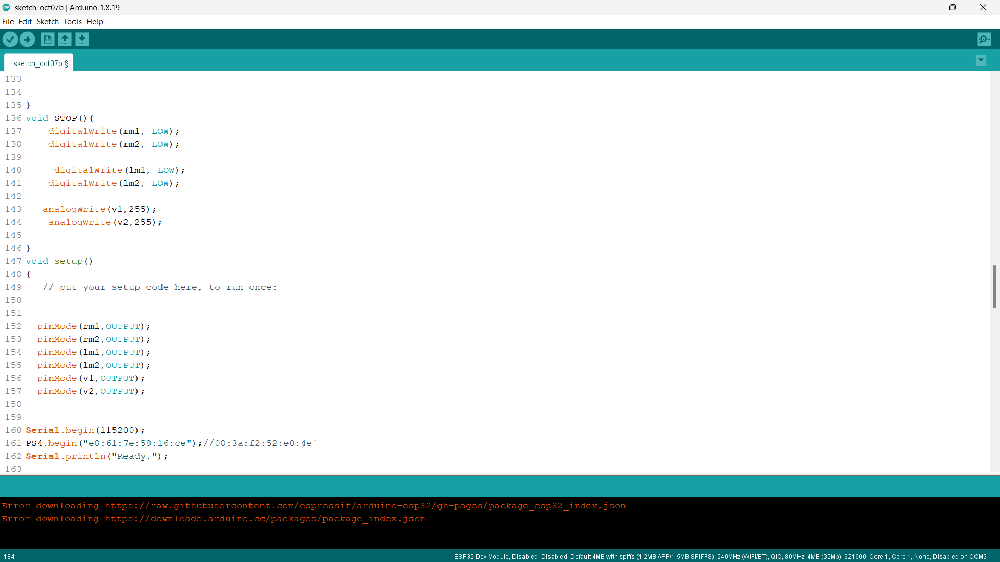 sketch_oct07b | Arduino 1.8.19
File Edit Sketch Tools Help
sketch_oct07b §
133
134
135 }
136 void STOP(){
137 digitalWrite(rm1, LOW);
138 digitalWrite(rm2, LOW);
139
140 digitalWrite(lm1, LOW);
141 digitalWrite(lm2, LOW);
142
143 analogWrite(v1,255);
144 analogWrite(v2,255);
145
146 }
147 void setup()
148 {
149 // put your setup code here, to run once:
150
151
152 pinMode(rm1,OUTPUT);
153 pinMode(rm2,OUTPUT);
154 pinMode(lm1,OUTPUT);
155 pinMode(lm2,OUTPUT);
156 pinMode(v1,OUTPUT);
157 pinMode(v2,OUTPUT);
158
159
160 Serial.begin(115200);
161 PS4.begin("e8:61:7e:58:16:ce");//08:3a:f2:52:e0:4e`
162 Serial.println("Ready.");
163
Error downloading https://raw.githubusercontent.com/espressif/arduino-esp32/gh-pages/package_esp32_index.json
Error downloading https://downloads.arduino.cc/packages/package_index.json
184 ESP32 Dev Module, Disabled, Disabled, Default 4MB with spiffs (1.2MB APP/1.5MB SPIFFS), 240MHz (WiFi/BT), QIO, 80MHz, 4MB (32Mb), 921600, Core 1, Core 1, None, Disabled on COM3